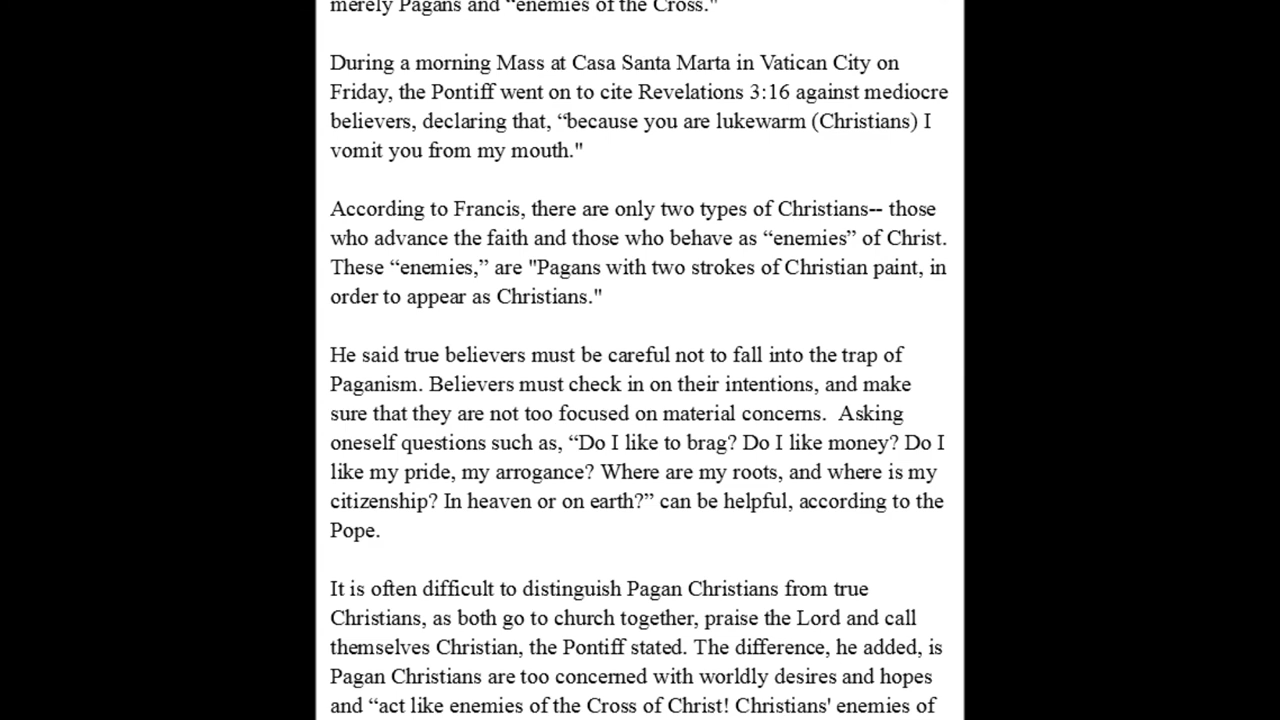 merely Pagans and “enemies of the Cross."
During a morning Mass at Casa Santa Marta in Vatican City on
Friday, the Pontiff went on to cite Revelations 3:16 against mediocre
believers, declaring that, “because you are lukewarm (Christians) I
vomit you from my mouth."
According to Francis, there are only two types of Christians-- those
who advance the faith and those who behave as “enemies” of Christ.
These “enemies,” are "Pagans with two strokes of Christian paint, in
order to appear as Christians."
He said true believers must be careful not to fall into the trap of
Paganism. Believers must check in on their intentions, and make
sure that they are not too focused on material concerns.  Asking
oneself questions such as, “Do I like to brag? Do I like money? Do I
like my pride, my arrogance? Where are my roots, and where is my
citizenship? In heaven or on earth?” can be helpful, according to the
Pope.
It is often difficult to distinguish Pagan Christians from true
Christians, as both go to church together, praise the Lord and call
themselves Christian, the Pontiff stated. The difference, he added, is
Pagan Christians are too concerned with worldly desires and hopes
and “act like enemies of the Cross of Christ! Christians' enemies of